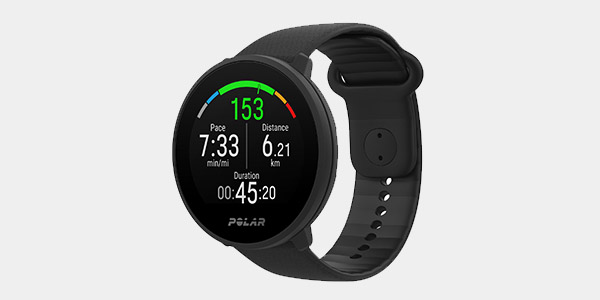 153
Pace Distance
7:33 6.21
min/mi km
Duration
00:45:20
POLAR